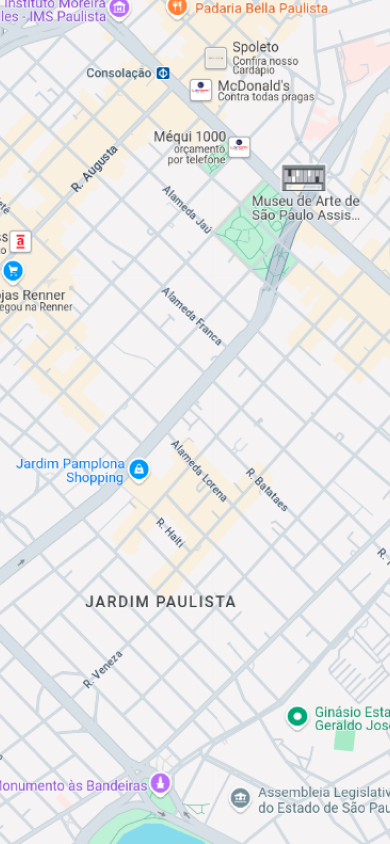 Instituto Moreira
les - IMS Paulista
Padaria Bella Paulista
Spoleto
Confira nosso
Cardápio
Consolação
McDonald's
Contra todas pragas
Méqui 1000
orçamento
por telefone
R. Augusta
Museu de Arte de
São Paulo Assis...
Alameda Jaú
a
jas Renner
egou na Renner
Alameda Franca
Jardim Pamplona
Shopping
Alameda Lorena
R. Batataes
R. Haiti
JARDIM PAULISTA
R. Veneza
Ginásio Esta
Geraldo José
onumento às Bandeiras
Assembleia Legislativ
do Estado de São Pau